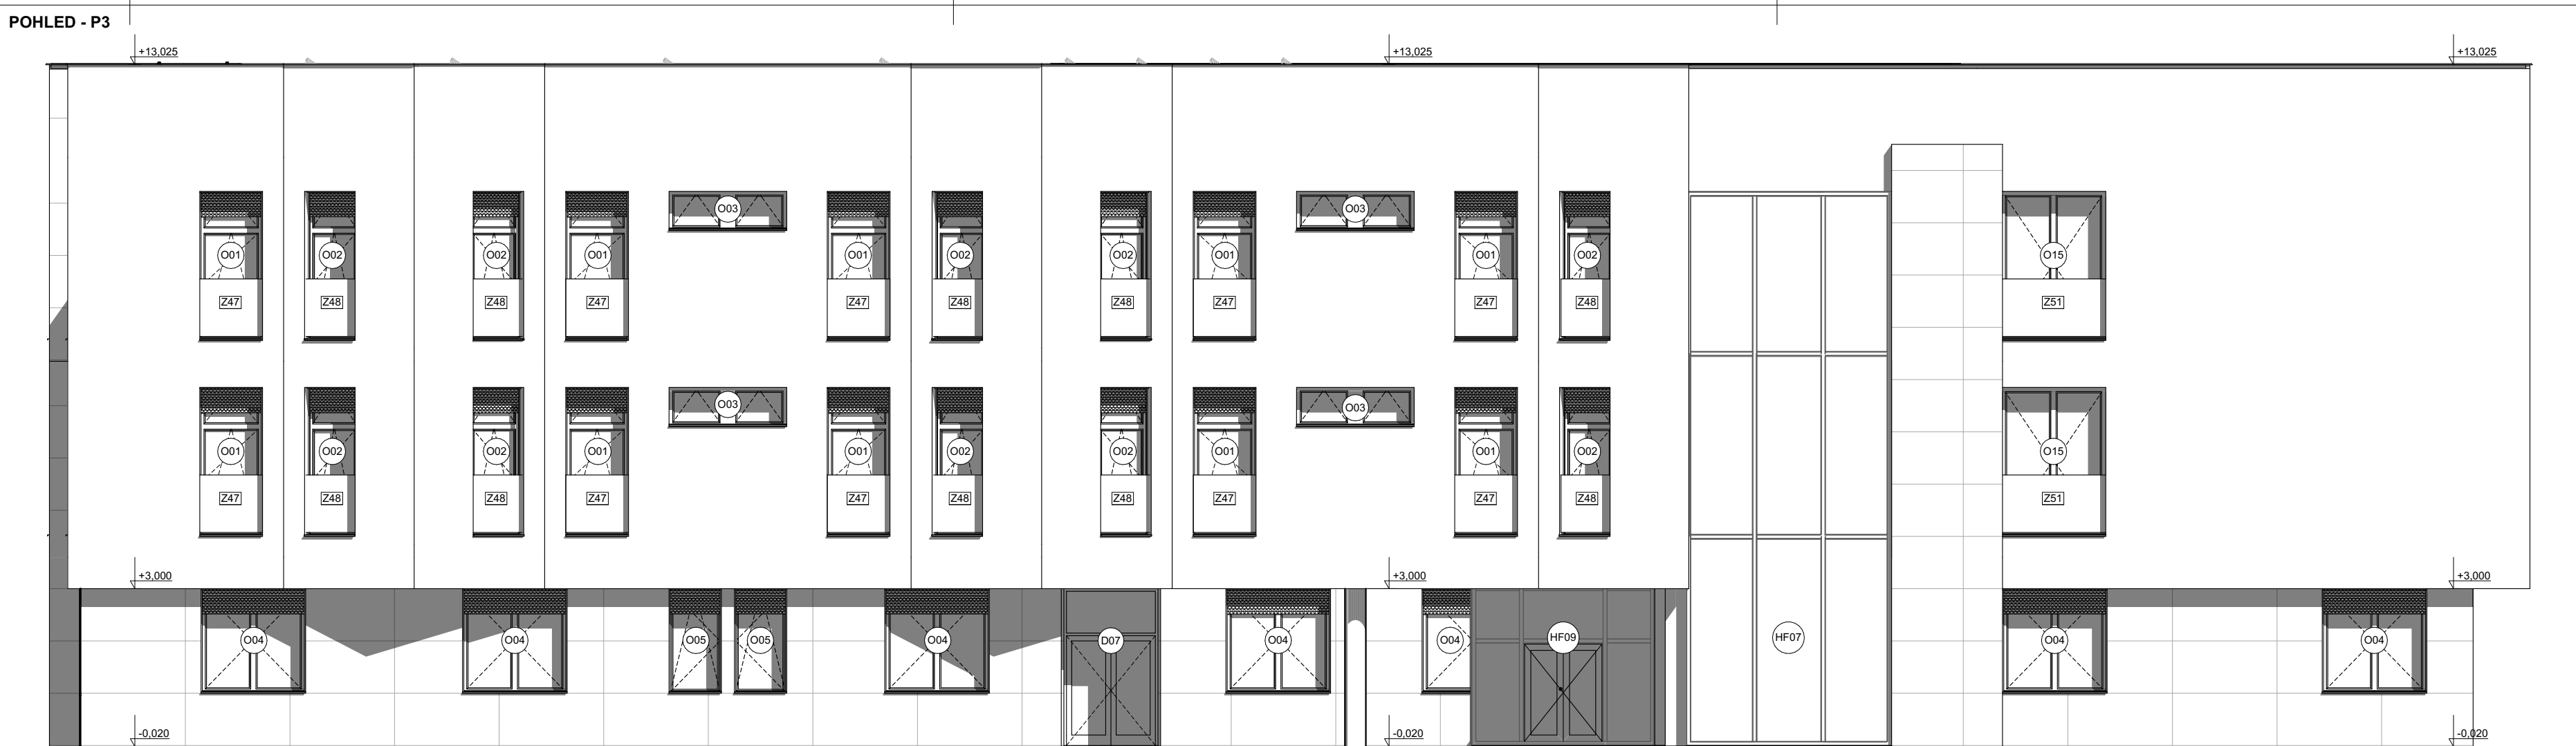 POHLED - P3
+13,025 +13,025 +13,025
O03 O03
O01 O02 O02 O01 O01 O02 O02 O01 O01 O02 O15
Z47 Z48 Z48 Z47 Z47 Z48 Z48 Z47 Z47 Z48 Z51
O03 O03
O01 O02 O02 O01 O01 O02 O02 O01 O01 O02 O15
Z47 Z48 Z48 Z47 Z47 Z48 Z48 Z47 Z47 Z48 Z51
+3,000 +3,000 +3,000
O04 O04 O05 O05 O04 D07 O04 O04 HF09 HF07 O04 O04
-0,020 -0,020 -0,020